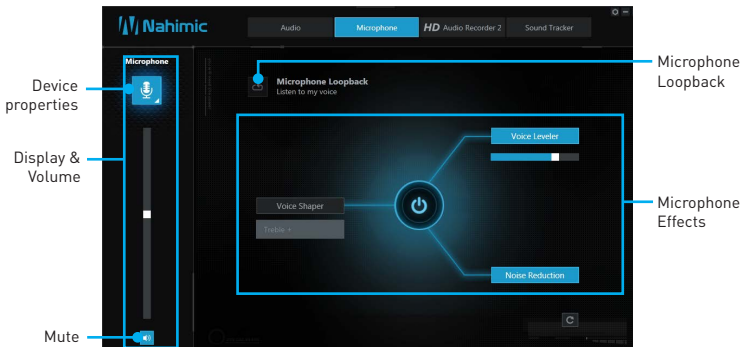 Nahimic
Audio
Microphone
HD Audio Recorder 2
Sound Tracker
Microphone
Device
properties
Display &
Volume
Mute
Microphone Loopback
Listen to my voice
Microphone
Loopback
Voice Leveler
Voice Shaper
Treble +
Noise Reduction
Microphone
Effects